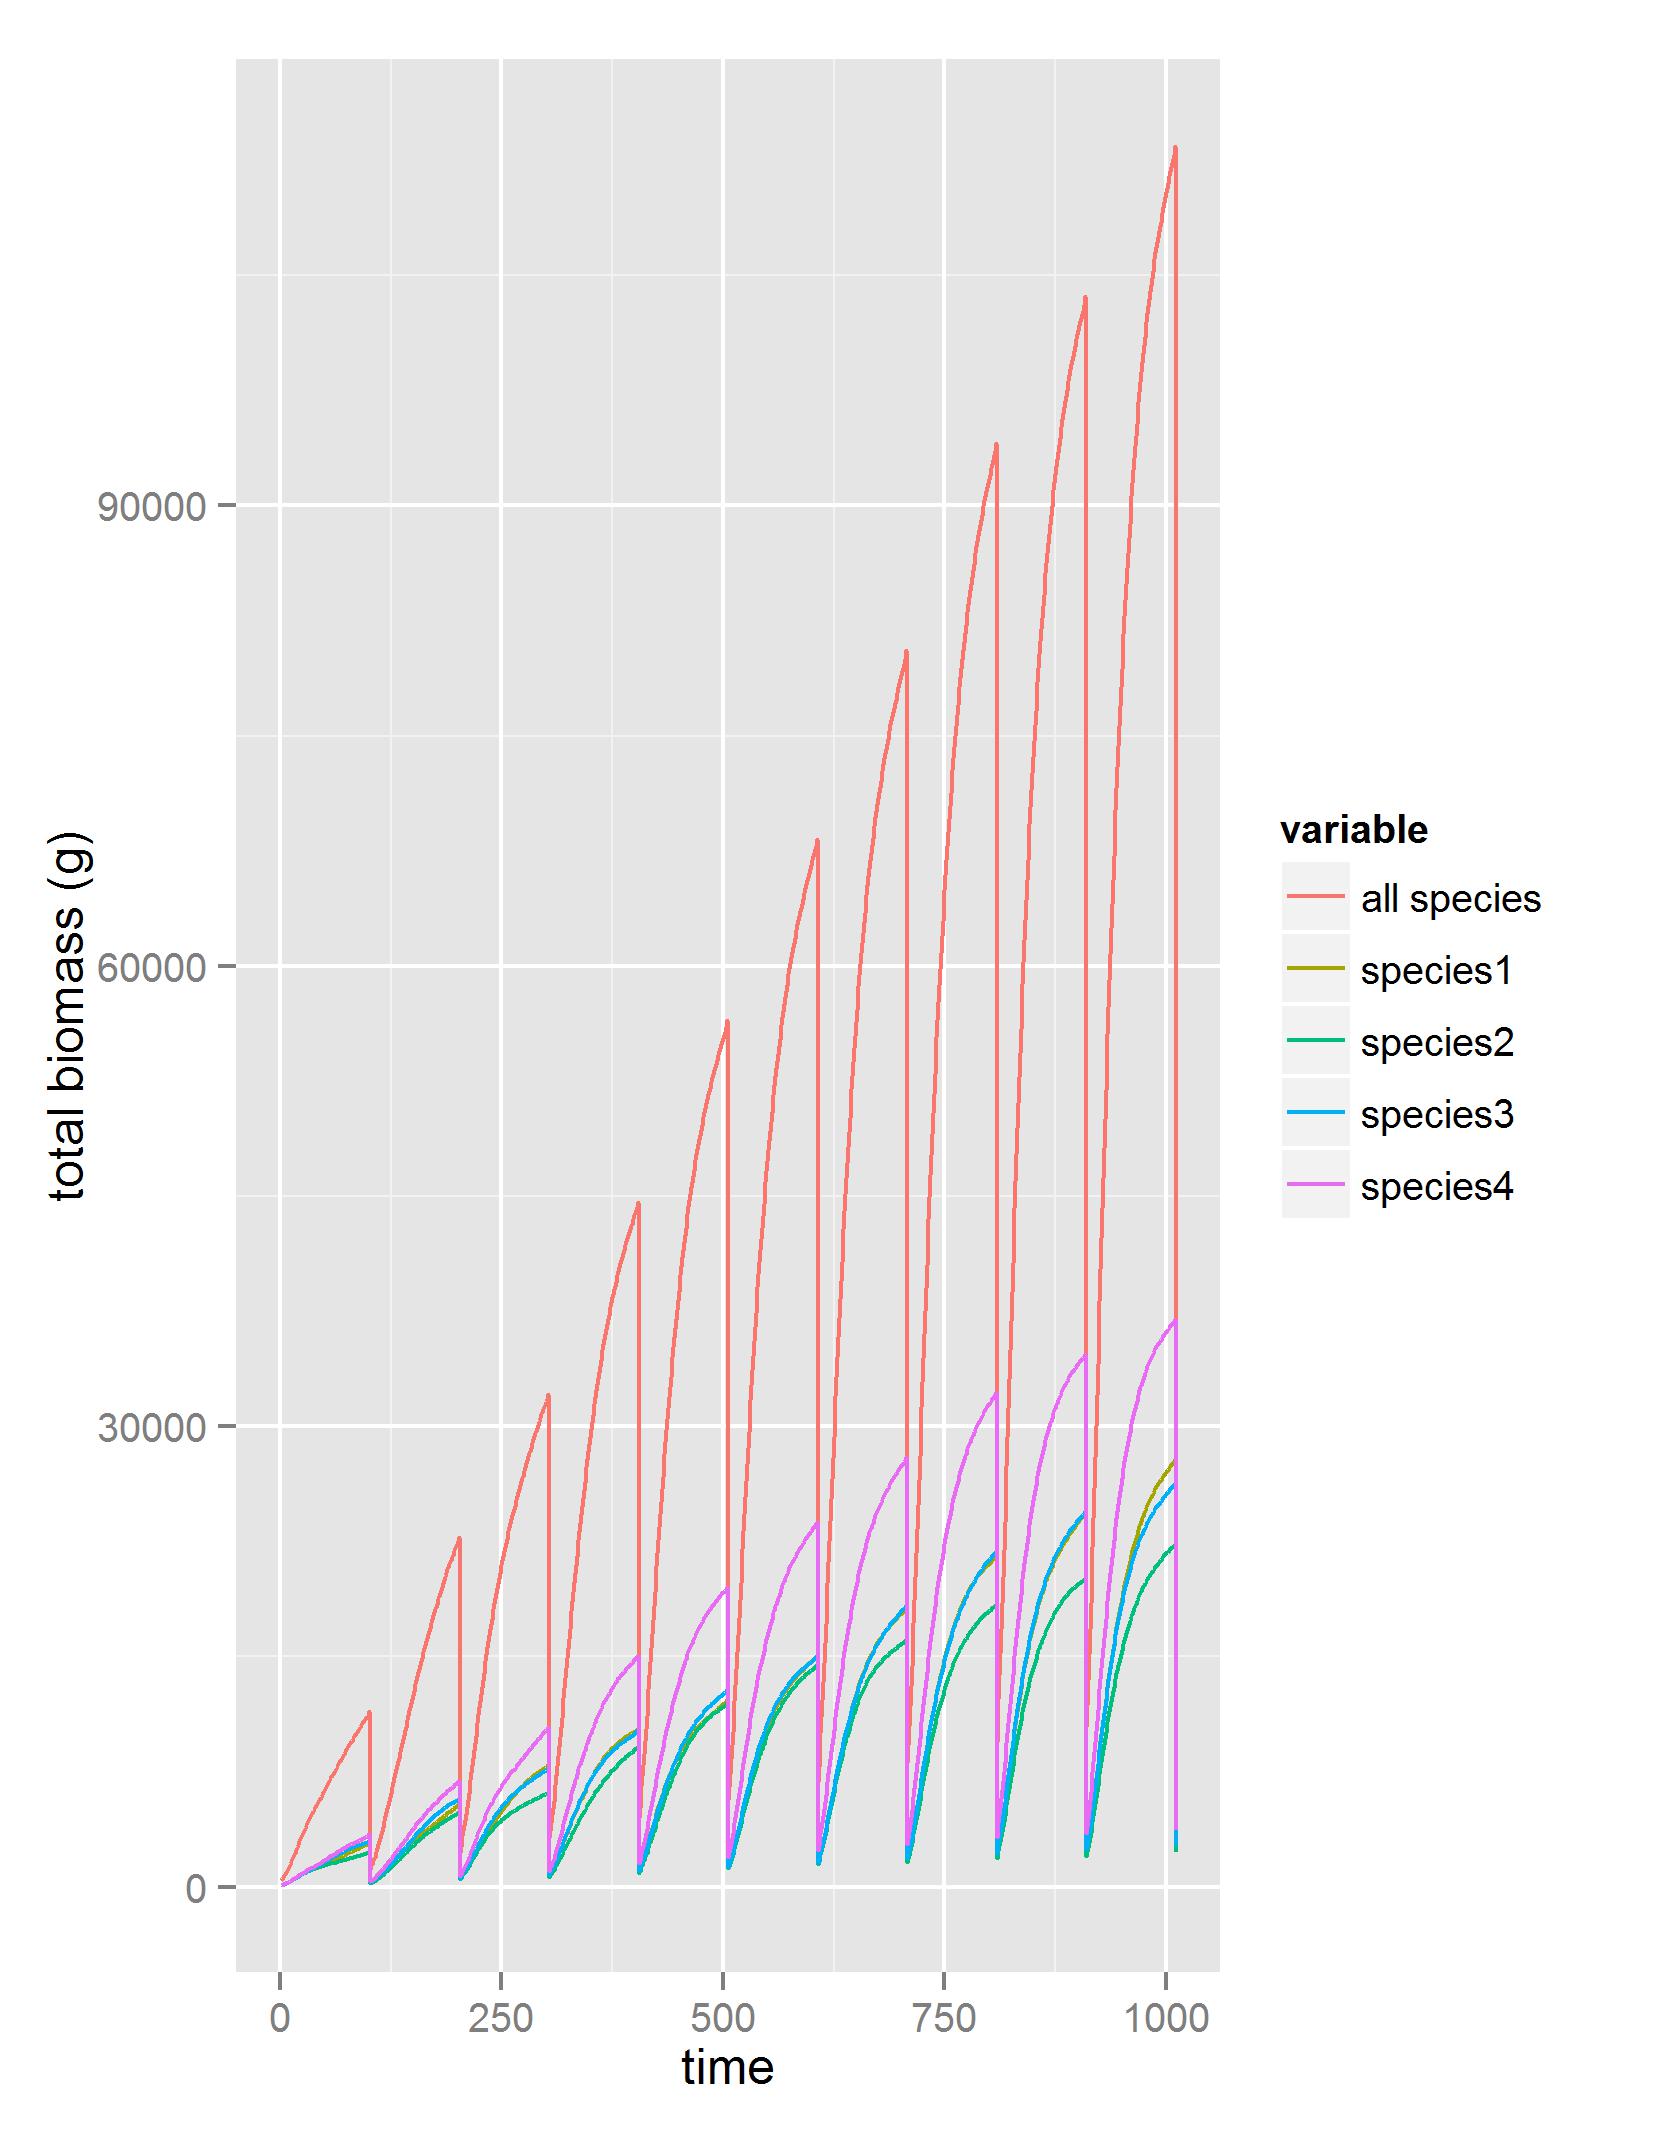 total biomass (g)
90000
60000
30000
0
0 250 500 750 1000
time
variable
all species
species1
species2
species3
species4